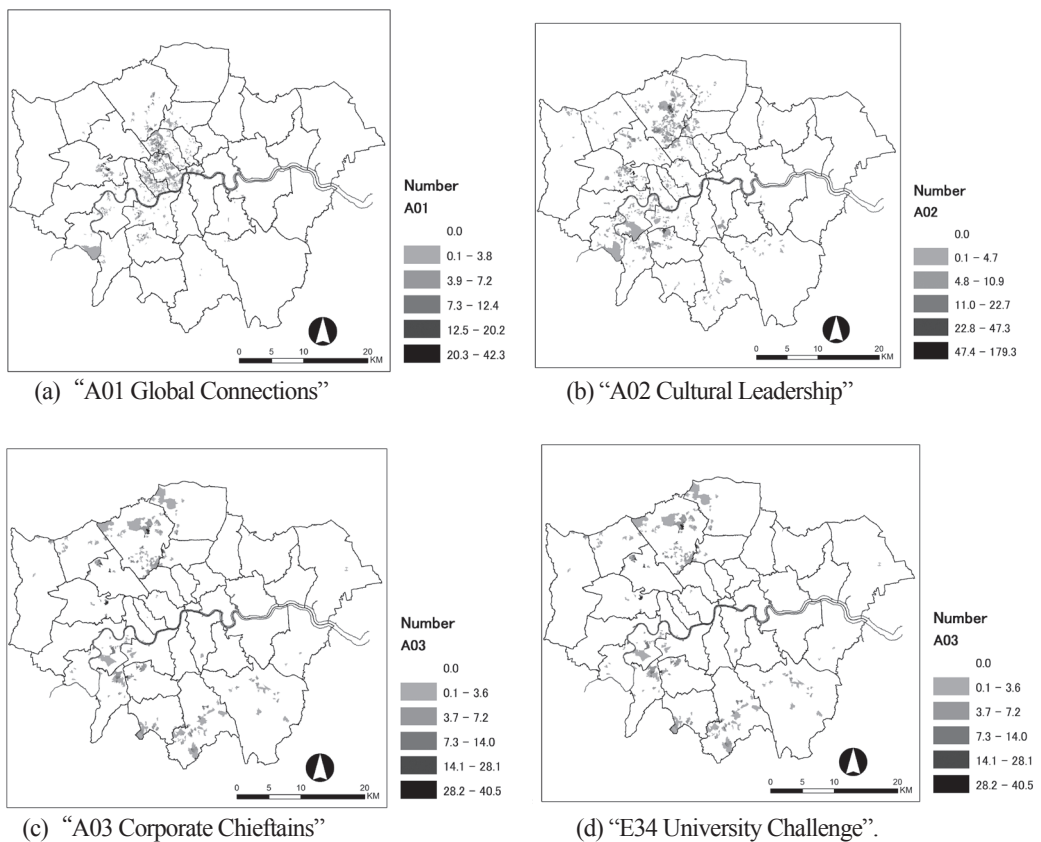 Number
A01
0.0
0.1 – 3.8
3.9 – 7.2
7.3 – 12.4
12.5 – 20.2
20.3 – 42.3
0 5 10 20
KM
(a) “A01 Global Connections”
Number
A02
0.0
0.1 – 4.7
4.8 – 10.9
11.0 – 22.7
22.8 – 47.3
47.4 – 179.3
0 5 10 20
KM
(b) “A02 Cultural Leadership”
Number
A03
0.0
0.1 – 3.6
3.7 – 7.2
7.3 – 14.0
14.1 – 28.1
28.2 – 40.5
0 5 10 20
KM
(c) “A03 Corporate Chieftains”
Number
A03
0.0
0.1 – 3.6
3.7 – 7.2
7.3 – 14.0
14.1 – 28.1
28.2 – 40.5
0 5 10 20
KM
(d) “E34 University Challenge”.